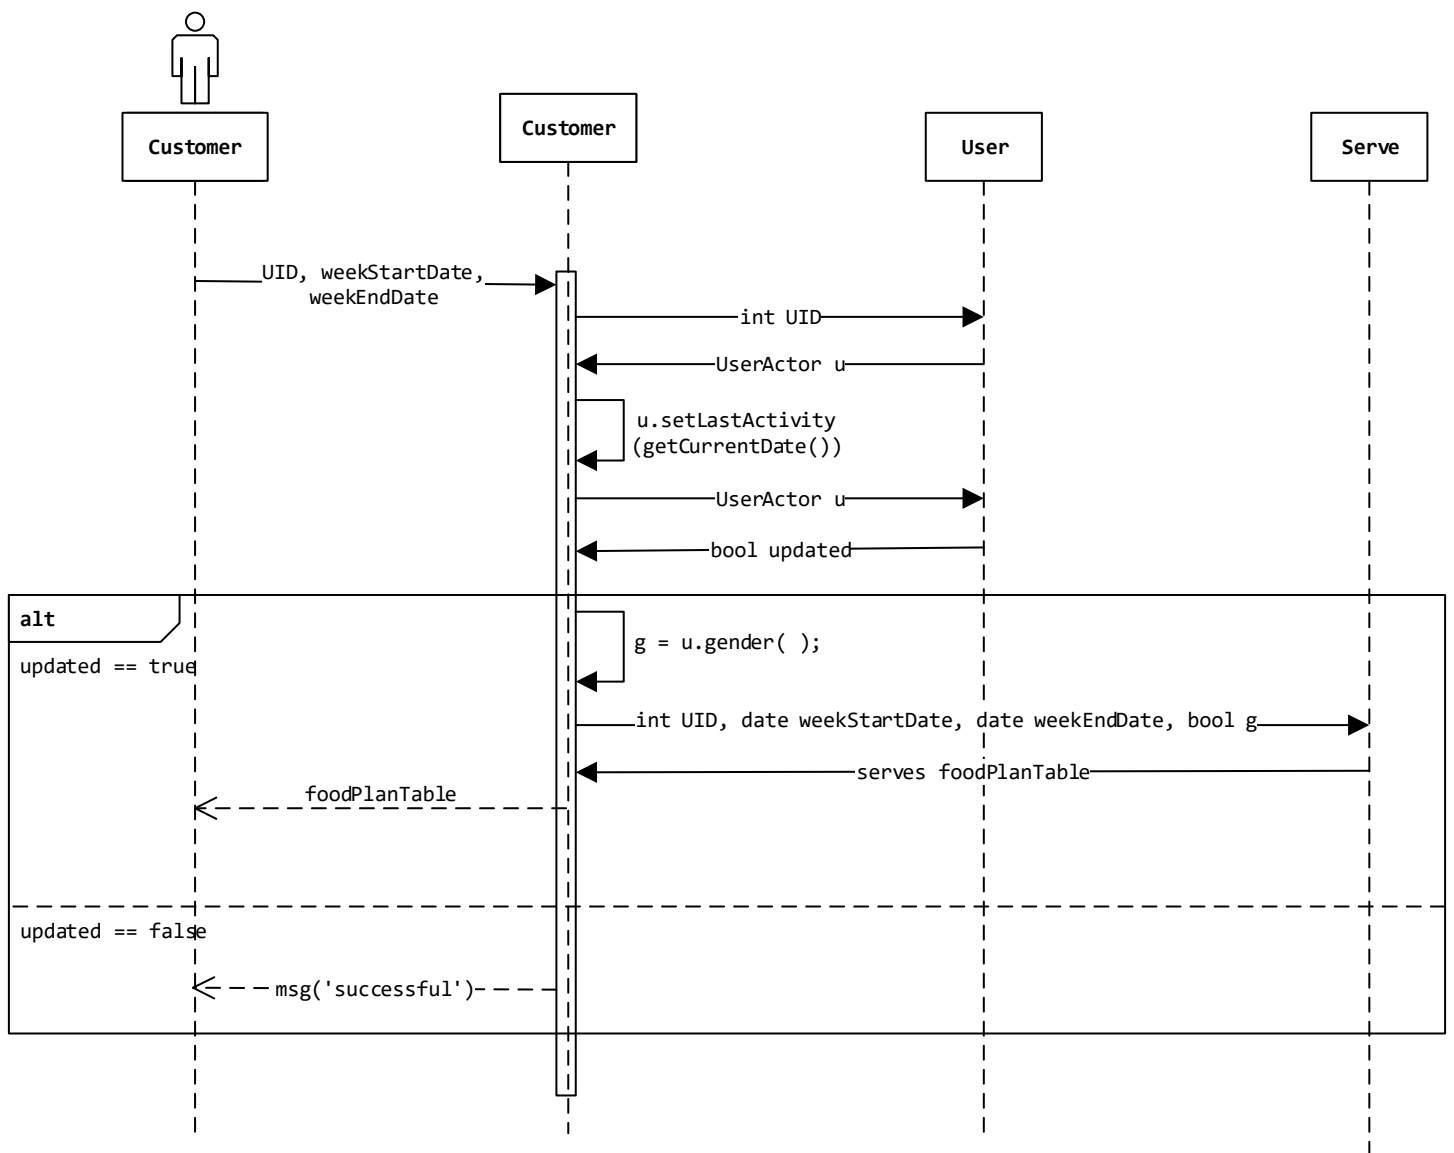 Customer
Customer
User
Serve
UID, weekStartDate,
weekEndDate
int UID
UserActor u
u.setLastActivity
(getCurrentDate())
UserActor u
bool updated
alt
g = u.gender( );
updated == true
int UID, date weekStartDate, date weekEndDate, bool g
serves foodPlanTable
foodPlanTable
updated == false
msg('successful')